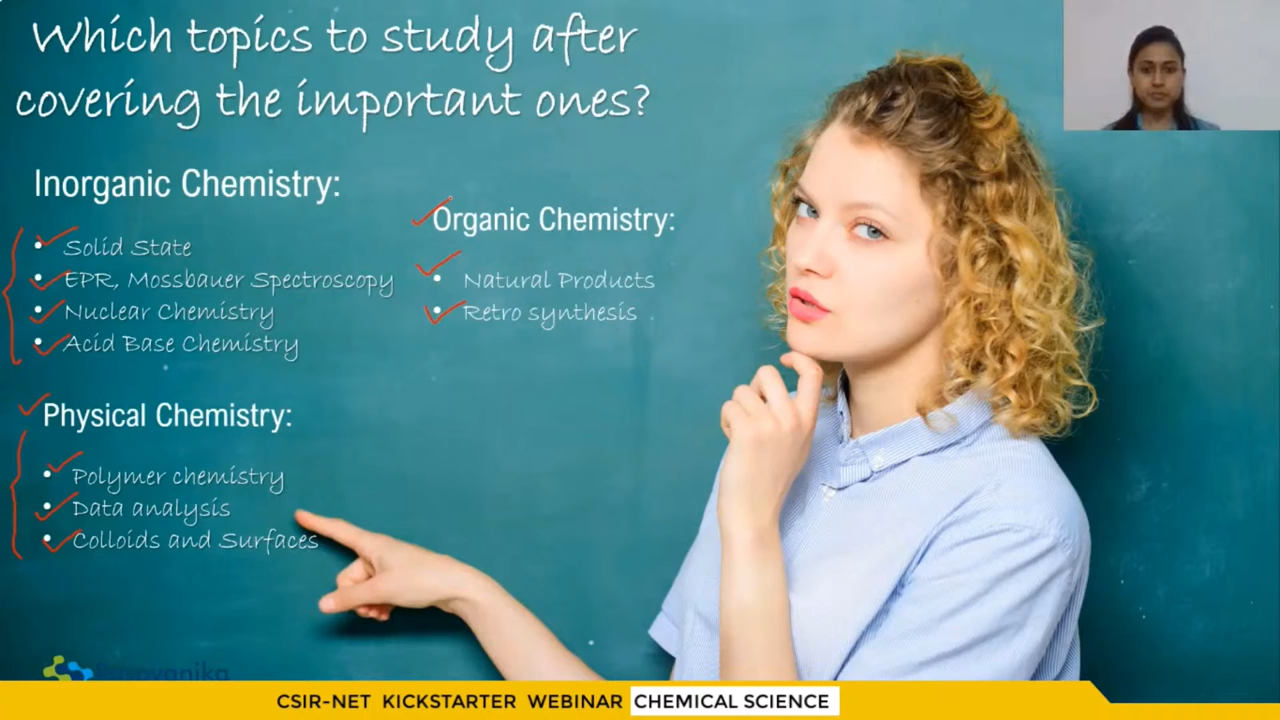 Which topics to study after
covering the important ones?
Inorganic Chemistry:
• Solid State
• EPR, Mossbauer Spectroscopy
• Nuclear Chemistry
• Acid Base Chemistry
Organic Chemistry:
• Natural Products
• Retro synthesis
Physical Chemistry:
• Polymer chemistry
• Data analysis
• Colloids and Surfaces
CSIR-NET KICKSTARTER WEBINAR CHEMICAL SCIENCE